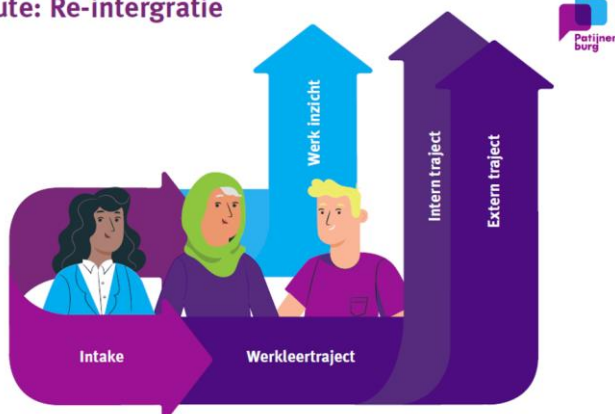 ute: Re-intergratie
Patijnen
burg
Werk inzicht
Intern traject
Extern traject
Intake
Werkleertraject